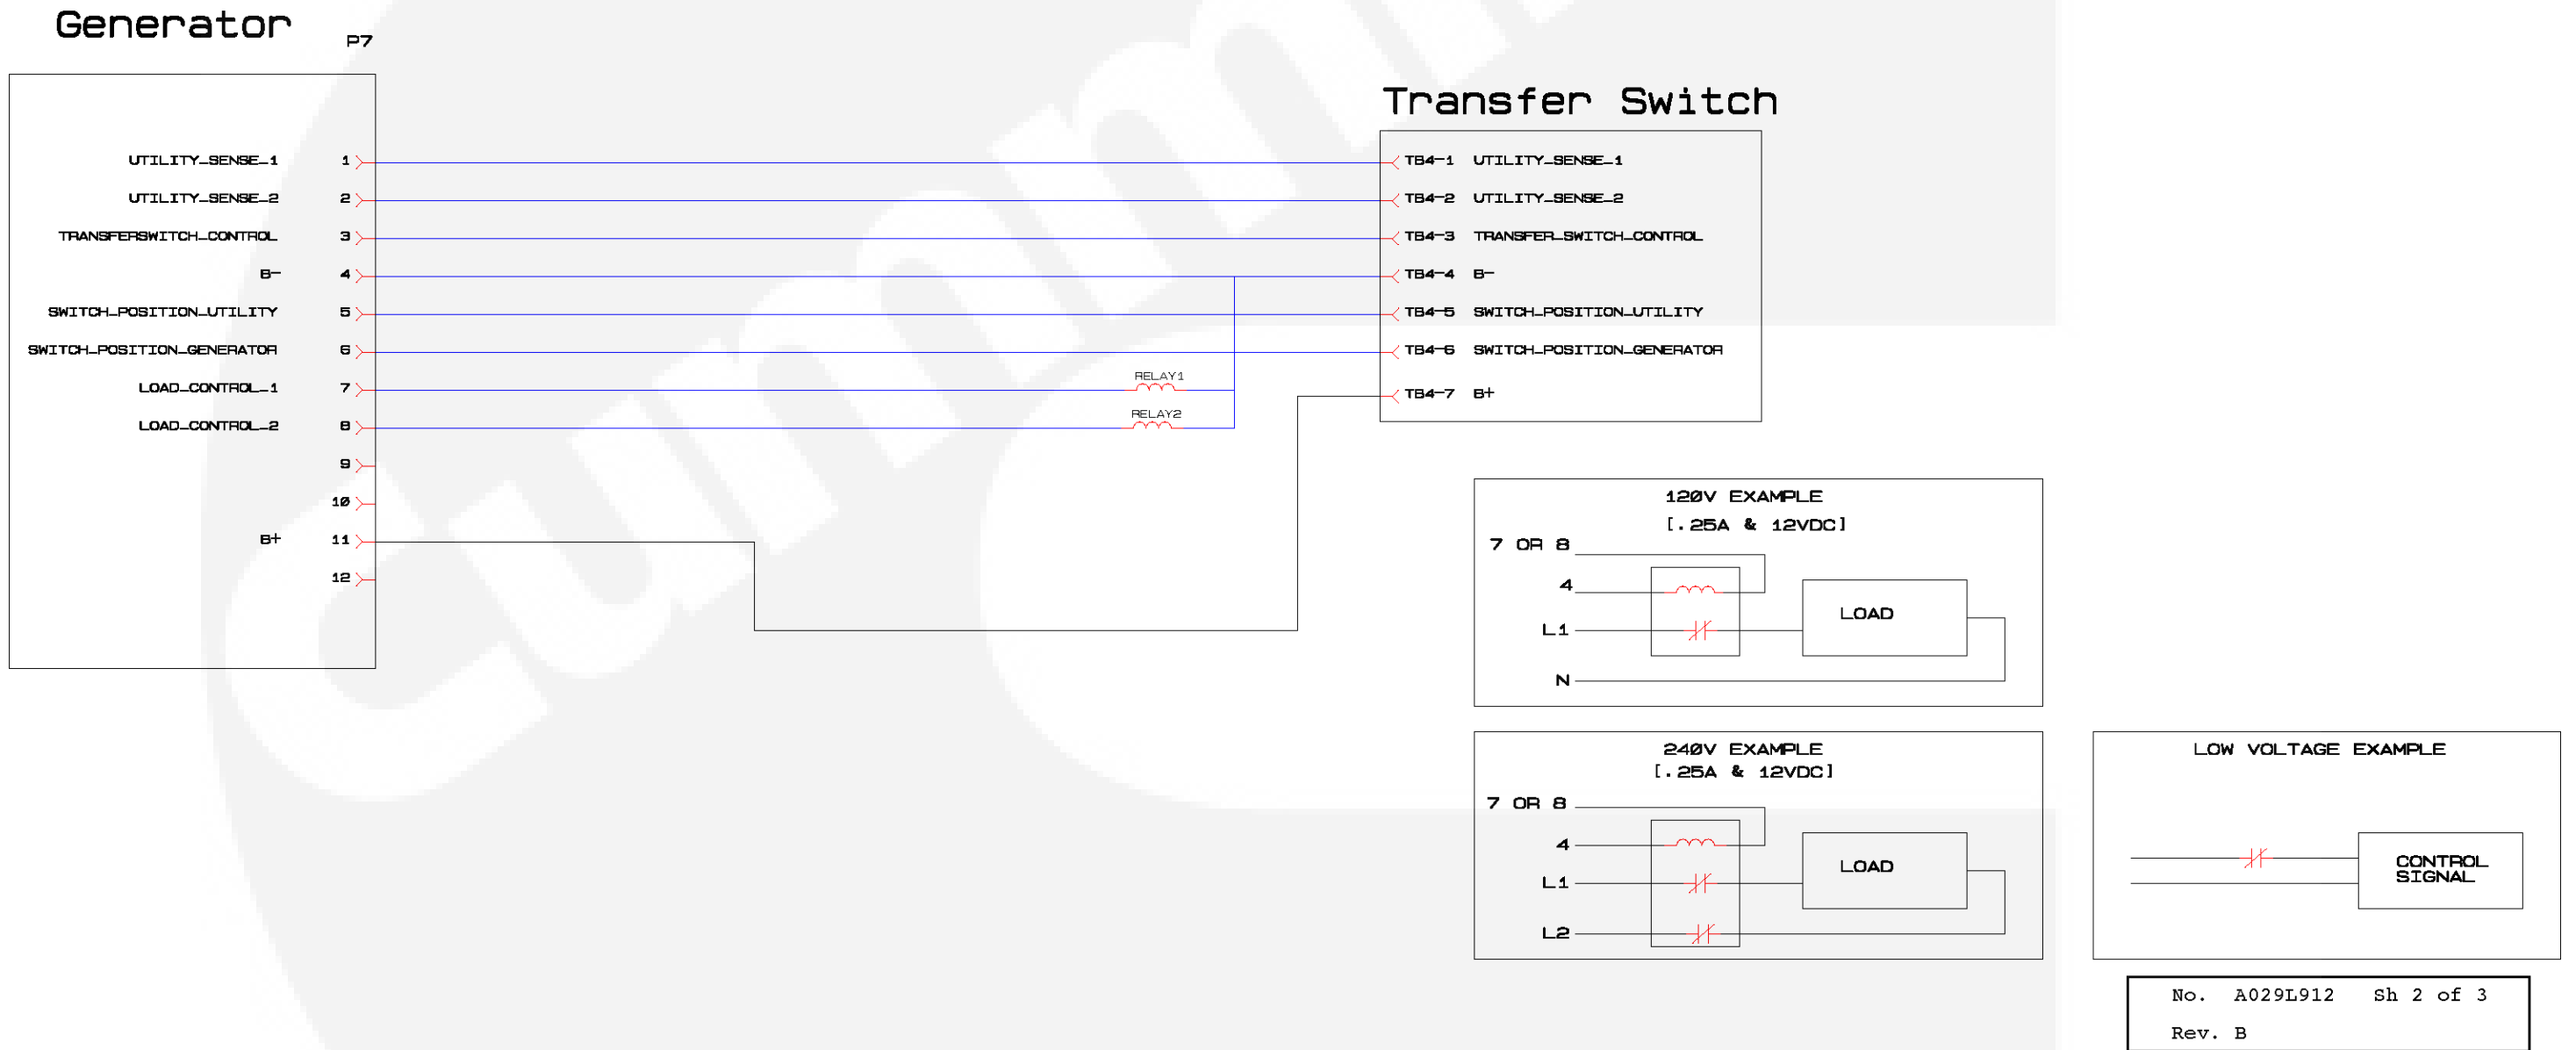 Generator
P7
UTILITY_SENSE_1 1
UTILITY_SENSE_2 2
TRANSFERSWITCH_CONTROL 3
B- 4
SWITCH_POSITION_UTILITY 5
SWITCH_POSITION_GENERATOR 6
LOAD_CONTROL_1 7
LOAD_CONTROL_2 8
9
10
B+ 11
12
RELAY1
RELAY2
Transfer Switch
TB4-1 UTILITY_SENSE_1
TB4-2 UTILITY_SENSE_2
TB4-3 TRANSFER_SWITCH_CONTROL
TB4-4 B-
TB4-5 SWITCH_POSITION_UTILITY
TB4-6 SWITCH_POSITION_GENERATOR
TB4-7 B+
120V EXAMPLE
[.25A & 12VDC]
7 OR 8
4
L1
N
LOAD
240V EXAMPLE
[.25A & 12VDC]
7 OR 8
4
L1
L2
LOAD
LOW VOLTAGE EXAMPLE
CONTROL
SIGNAL
No. A029L912 Sh 2 of 3
Rev. B